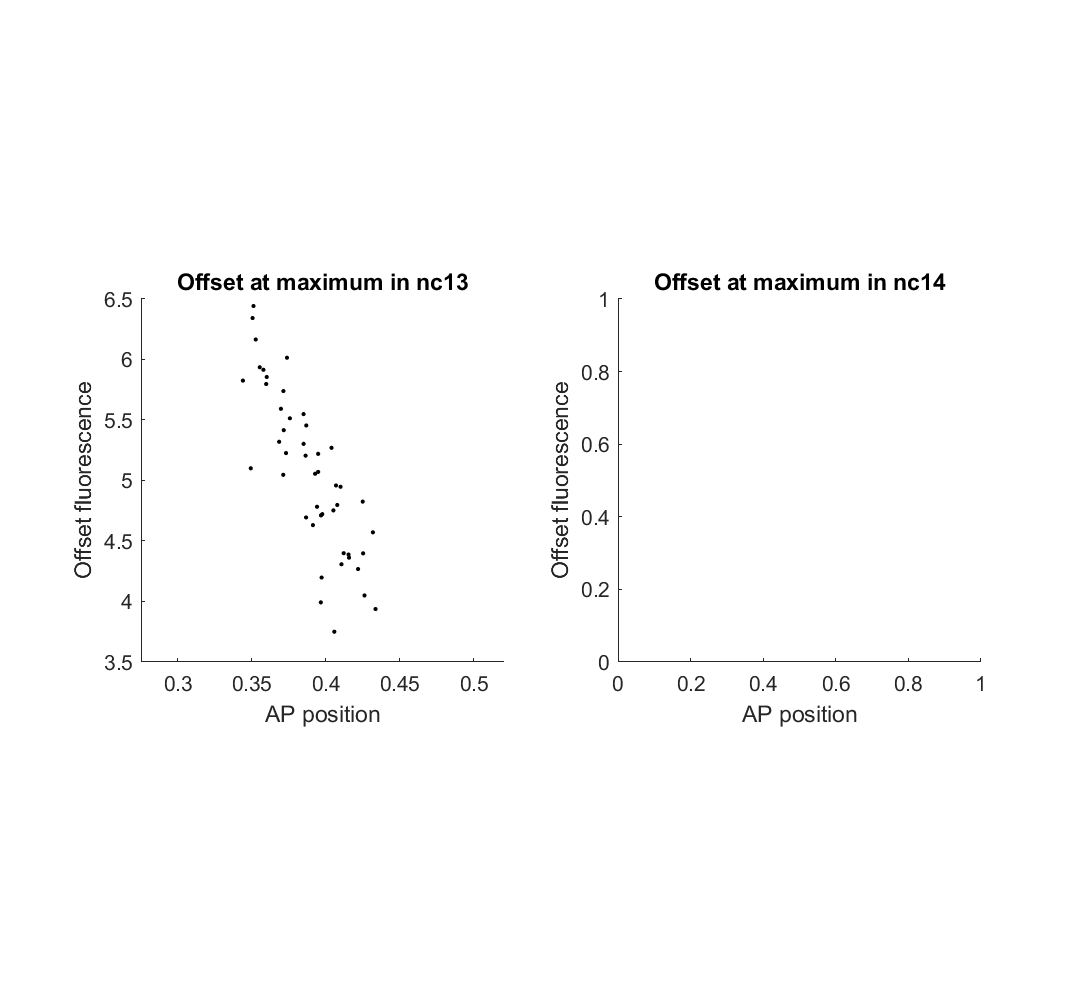 Offset at maximum in nc13
6.5
6
5.5
5
4.5
4
3.5
Offset fluorescence
0.3 0.35 0.4 0.45 0.5
AP position
Offset at maximum in nc14
1
0.8
0.6
0.4
0.2
0
Offset fluorescence
0 0.2 0.4 0.6 0.8 1
AP position